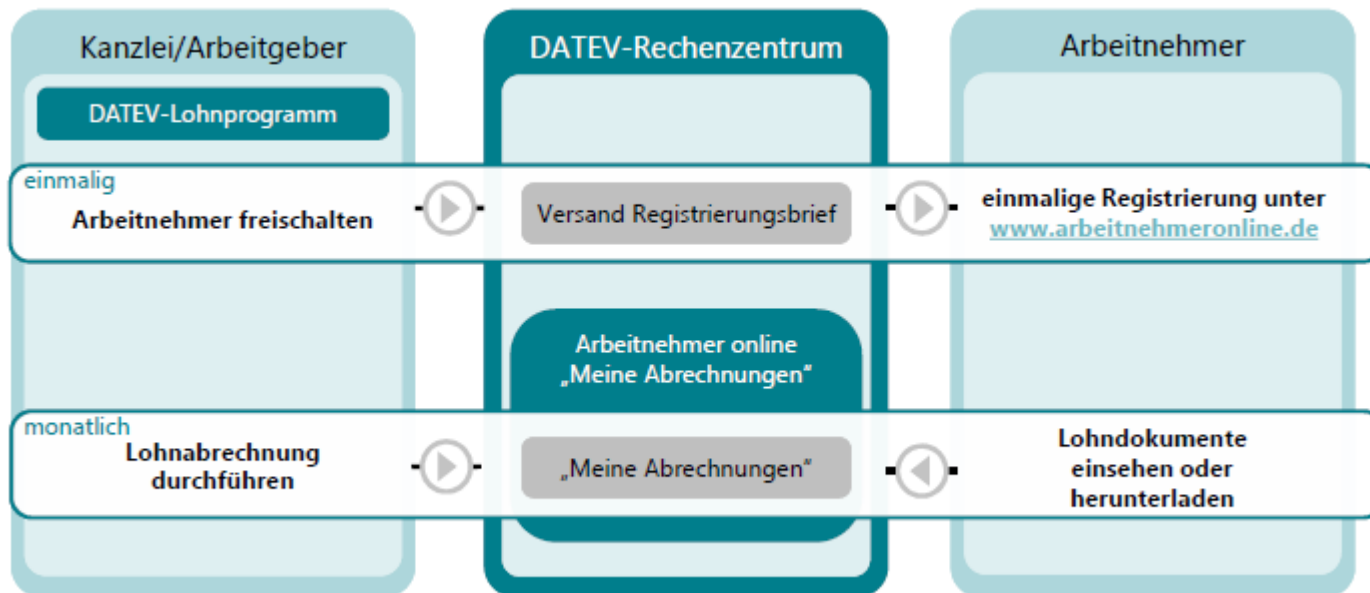 Kanzlei/Arbeitgeber
DATEV-Rechenzentrum
Arbeitnehmer
DATEV-Lohnprogramm
einmalig
Arbeitnehmer freischalten
Versand Registrierungsbrief
einmalige Registrierung unter
www.arbeitnehmeronline.de
Arbeitnehmer online
„Meine Abrechnungen“
monatlich
Lohnabrechnung
durchführen
„Meine Abrechnungen“
Lohndokumente
einsehen oder
herunterladen